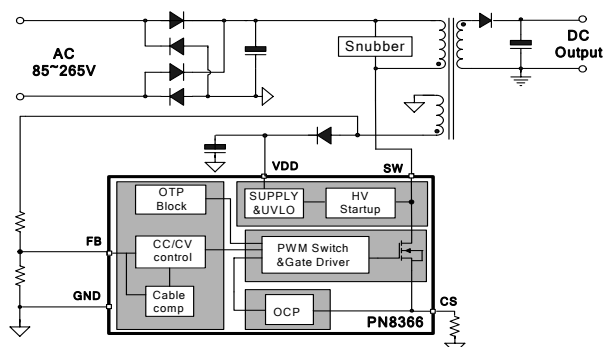 AC
85~265V
Snubber
DC
Output
VDD
SW
OTP
Block
SUPPLY
&UVLO
HV
Startup
FB
CC/CV
control
PWM Switch
&Gate Driver
Cable
comp
GND
OCP
CS
PN8366